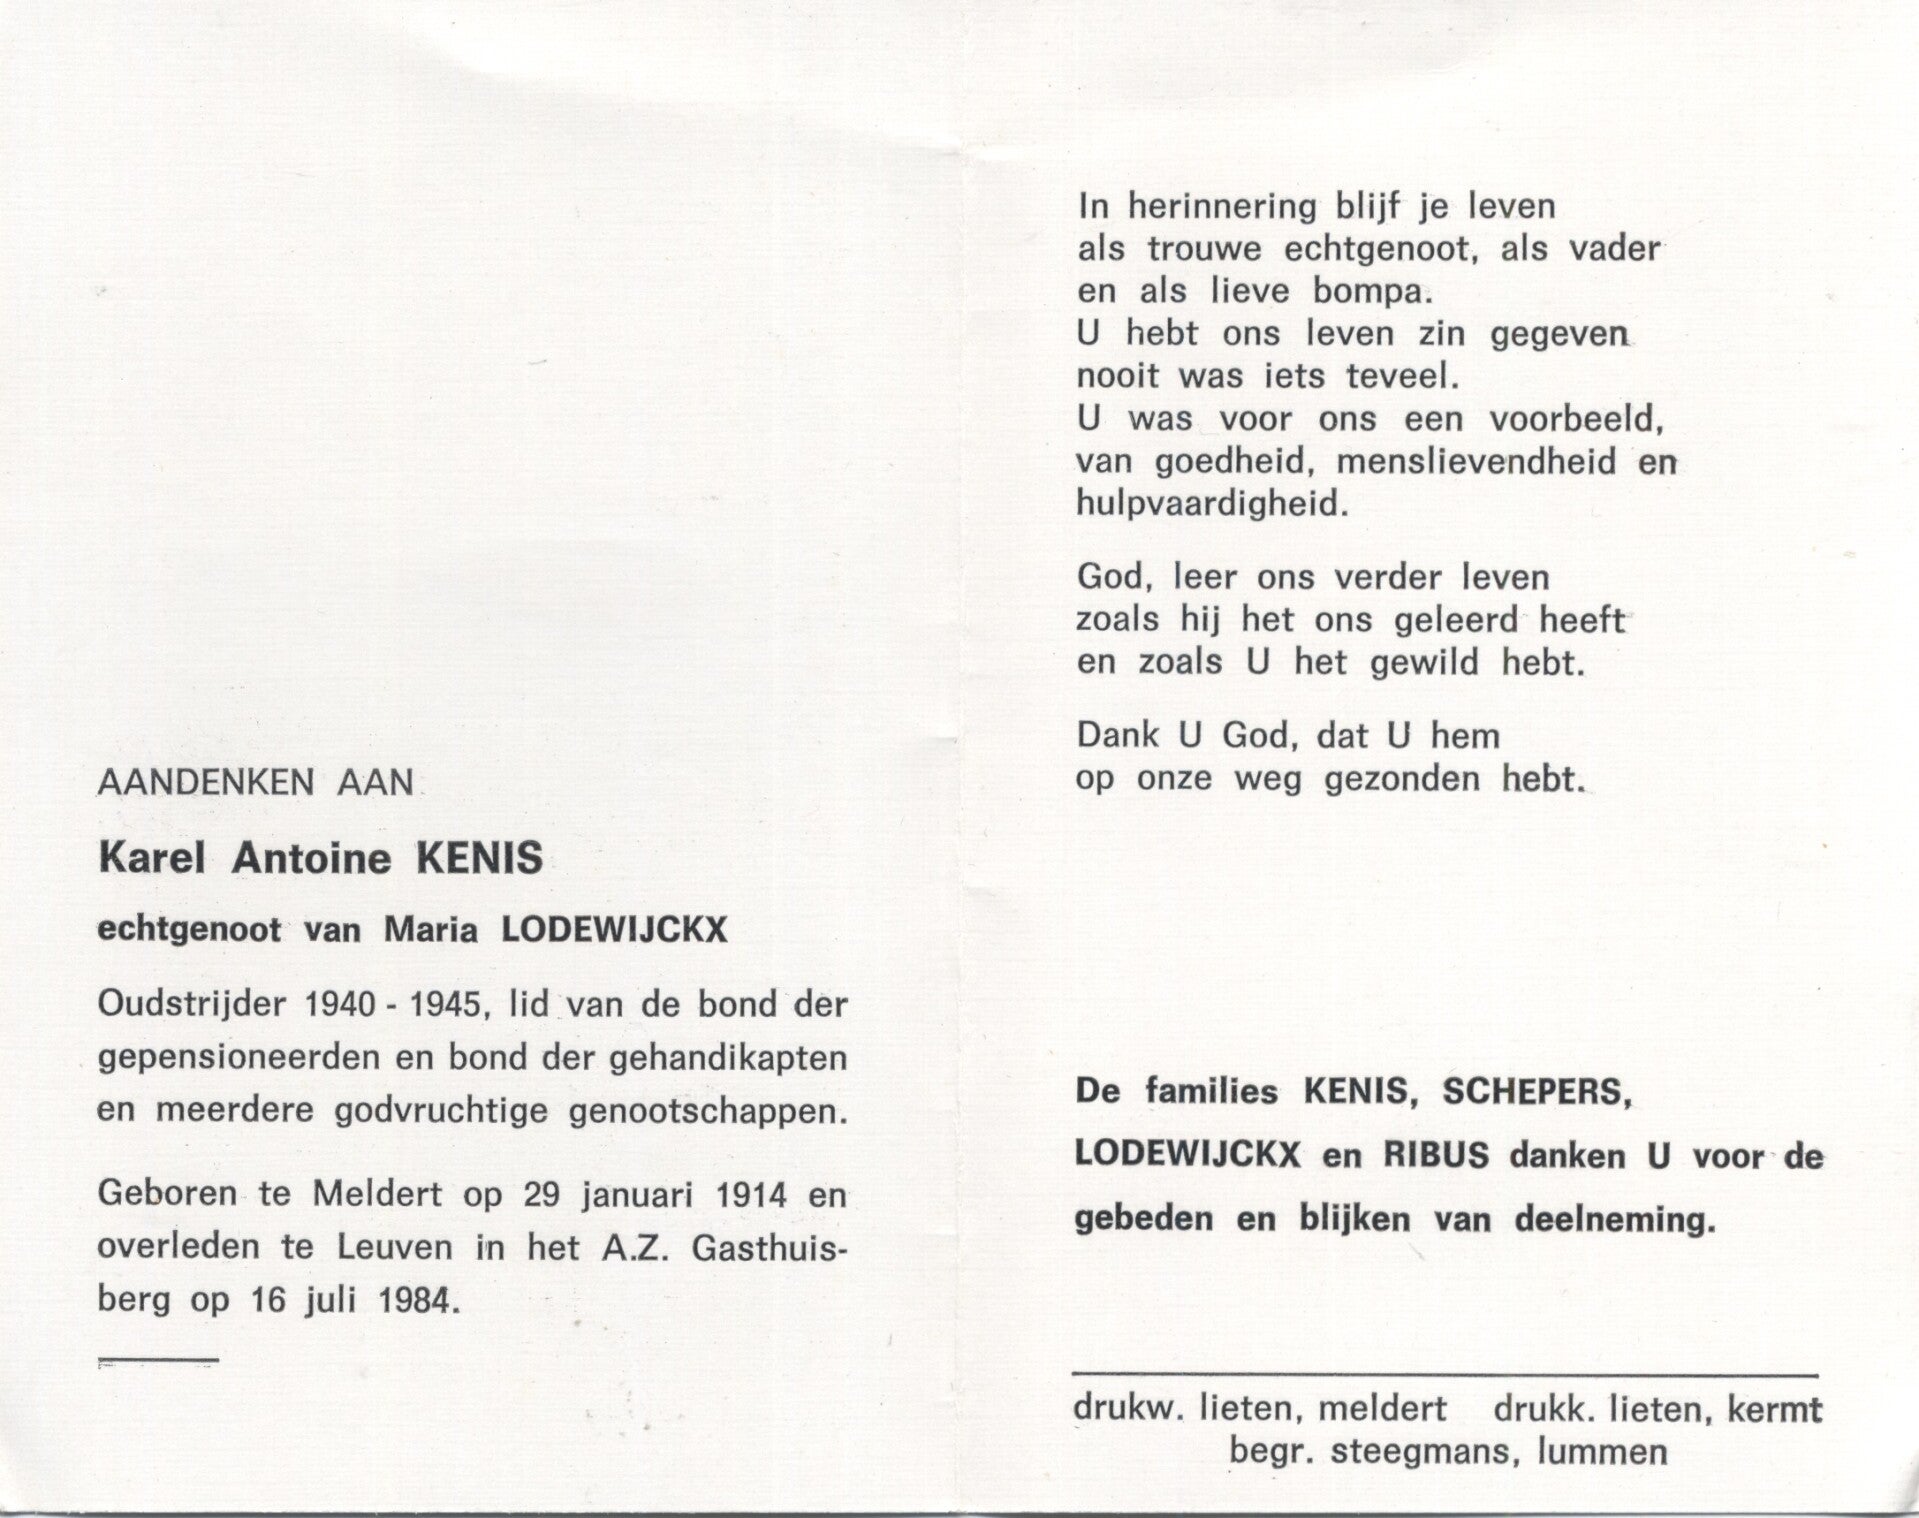 AANDENKEN AAN
Karel Antoine KENIS
echtgenoot van Maria LODEWIJCKX
Oudstrijder 1940 - 1945, lid van de bond der
gepensioneerden en bond der gehandikapten
en meerdere godvruchtige genootschappen.
Geboren te Meldert op 29 januari 1914 en
overleden te Leuven in het A.Z. Gasthuis-
berg op 16 juli 1984.
In herinnering blijf je leven
als trouwe echtgenoot, als vader
en als lieve bompa.
U hebt ons leven zin gegeven
nooit was iets teveel.
U was voor ons een voorbeeld,
van goedheid, menslievendheid en
hulpvaardigheid.
God, leer ons verder leven
zoals hij het ons geleerd heeft
en zoals U het gewild hebt.
Dank U God, dat U hem
op onze weg gezonden hebt.
De families KENIS, SCHEPERS,
LODEWIJCKX en RIBUS danken U voor de
gebeden en blijken van deelneming.
drukw. lieten, meldert drukk. lieten, kermt
begr. steegmans, lummen